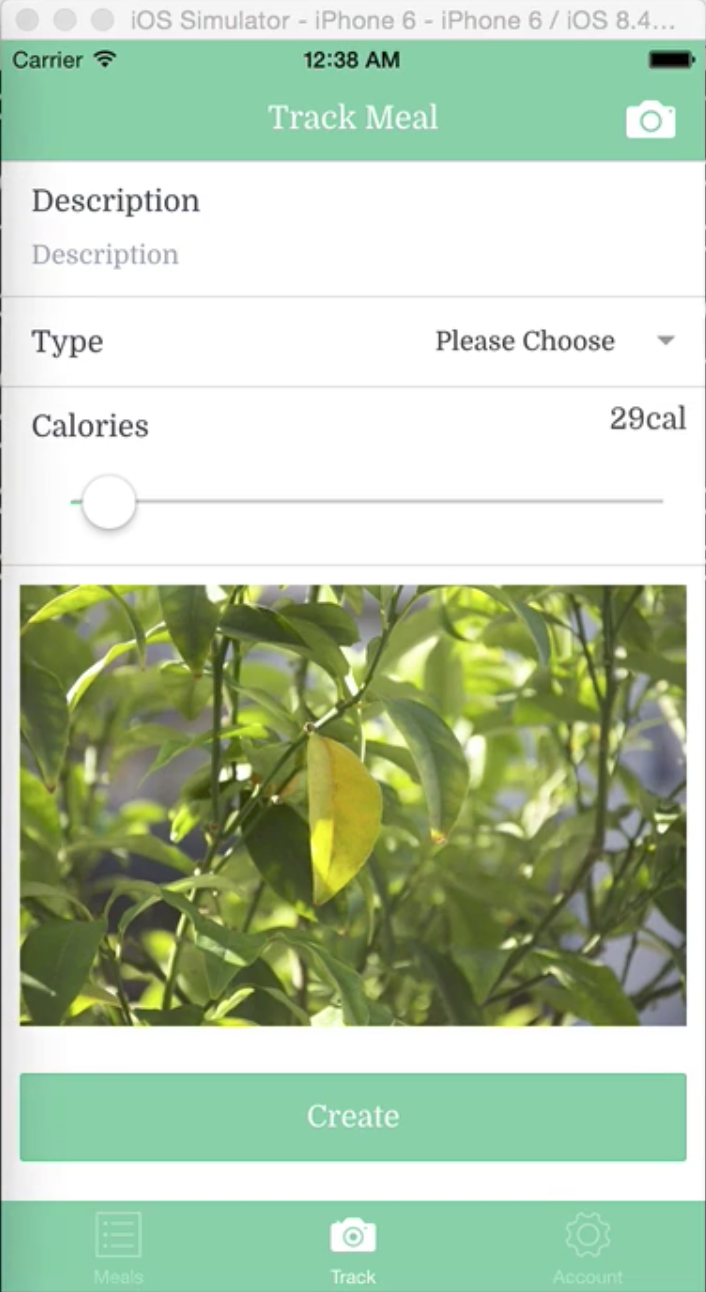 iOS Simulator - iPhone 6 - iPhone 6 / iOS 8.4...
Carrier 12:38 AM
Track Meal
Description
Description
Type Please Choose
Calories 29cal
Create
Meals Track Account